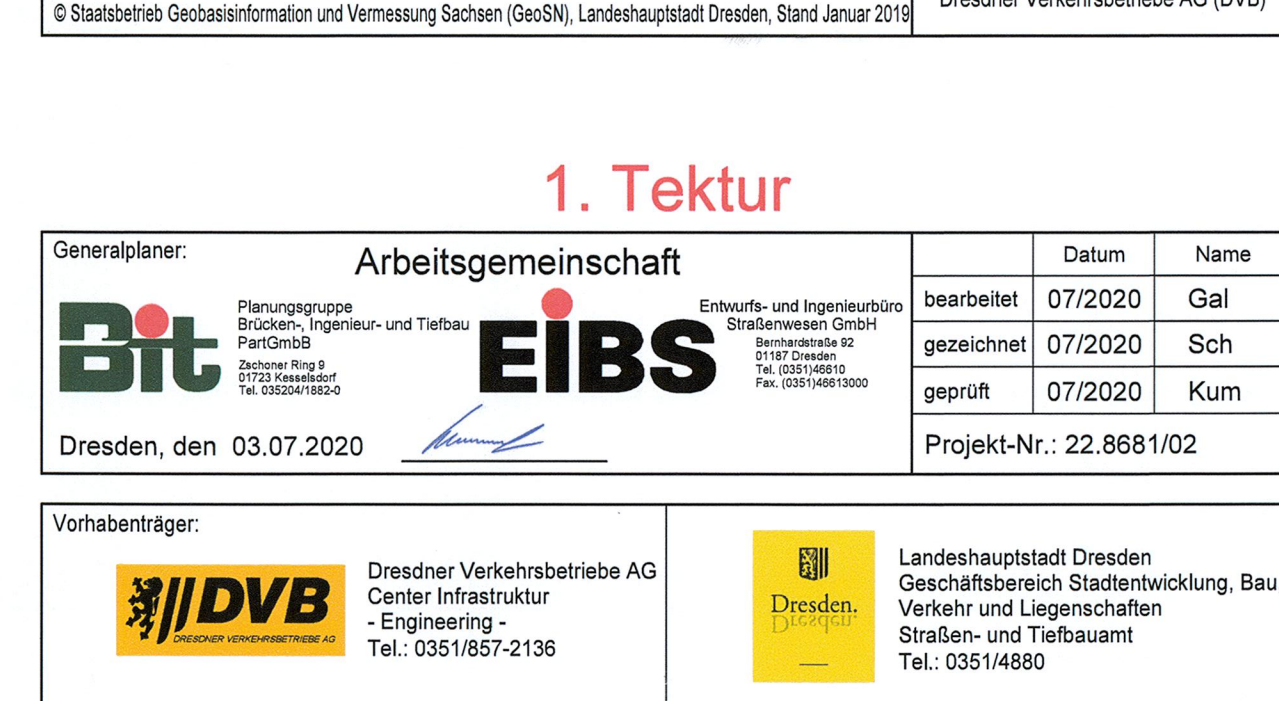 © Staatsbetrieb Geobasisinformation und Vermessung Sachsen (GeoSN), Landeshauptstadt Dresden, Stand Januar 2019
Dresdner Verkehrsbetriebe AG (DVB)
1. Tektur
Generalplaner:
Arbeitsgemeinschaft
Bit
Planungsgruppe
Brücken-, Ingenieur- und Tiefbau
PartGmbB
Zschoner Ring 9
01723 Kesselsdorf
Tel. 035204/1882-0
EIBS
Entwurfs- und Ingenieurbüro
Straßenwesen GmbH
Bernhardstraße 92
01187 Dresden
Tel. (0351)46610
Fax. (0351)46613000
Dresden, den 03.07.2020
Datum Name
bearbeitet 07/2020 Gal
gezeichnet 07/2020 Sch
geprüft 07/2020 Kum
Projekt-Nr.: 22.8681/02
Vorhabenträger:
DVB
DRESDNER VERKEHRSBETRIEBE AG
Dresdner Verkehrsbetriebe AG
Center Infrastruktur
- Engineering -
Tel.: 0351/857-2136
Dresden.
Dresden.
Landeshauptstadt Dresden
Geschäftsbereich Stadtentwicklung, Bau
Verkehr und Liegenschaften
Straßen- und Tiefbauamt
Tel.: 0351/4880